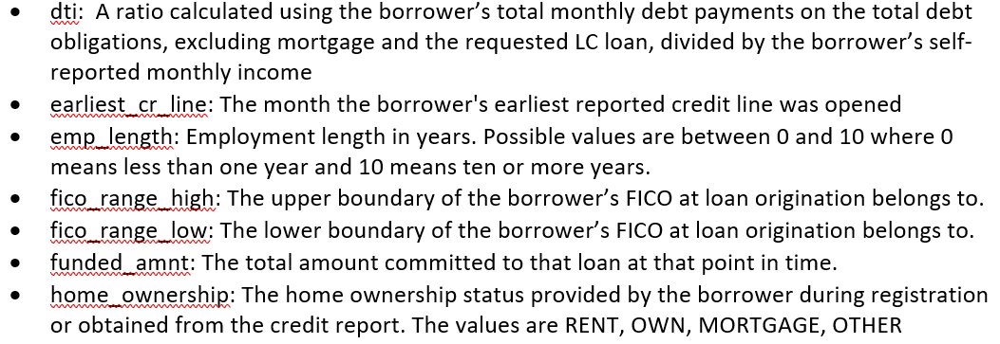 • dti:  A ratio calculated using the borrower’s total monthly debt payments on the total debt
obligations, excluding mortgage and the requested LC loan, divided by the borrower’s self-
reported monthly income
• earliest_cr_line: The month the borrower's earliest reported credit line was opened
• emp_length: Employment length in years. Possible values are between 0 and 10 where 0
means less than one year and 10 means ten or more years.
• fico_range_high: The upper boundary of the borrower’s FICO at loan origination belongs to.
• fico_range_low: The lower boundary of the borrower’s FICO at loan origination belongs to.
• funded_amnt: The total amount committed to that loan at that point in time.
• home_ownership: The home ownership status provided by the borrower during registration
or obtained from the credit report. The values are RENT, OWN, MORTGAGE, OTHER